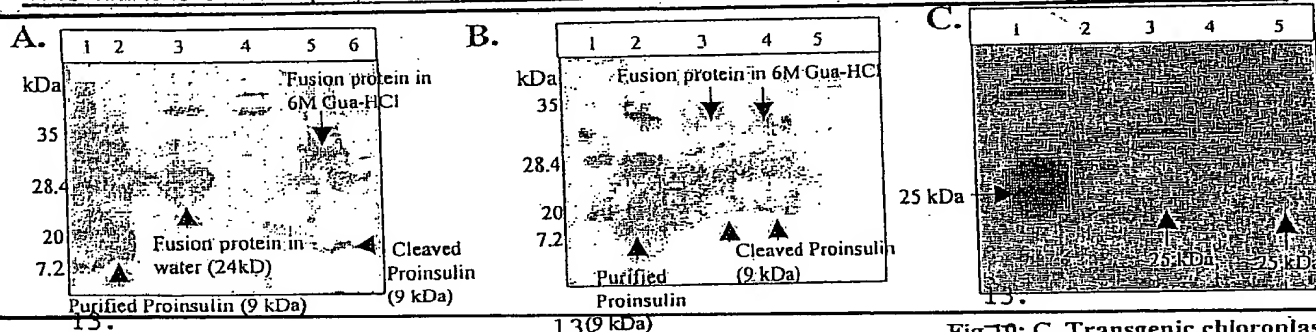 A.
1 2 3 4 5 6
kDa
35
28.4
20
7.2
Fusion protein in
6M Gua-HCl
Fusion protein in
water (24kD)
Cleaved
Proinsulin
(9 kDa)
Purified Proinsulin (9 kDa)
B.
1 2 3 4 5
kDa
35
28.4
20
7.2
Fusion protein in 6M Gua-HCl
Cleaved Proinsulin
(9 kDa)
Purified
Proinsulin
(9 kDa)
C.
1 2 3 4 5
25 kDa
25 kDa
25 kD